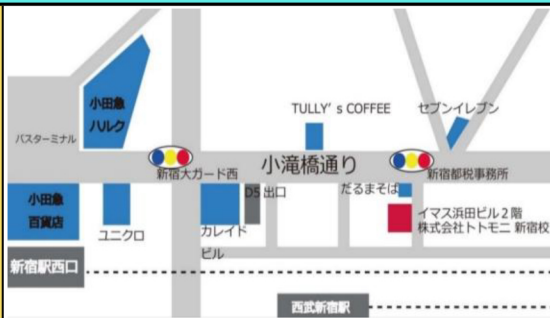 小田急
ハルク
バスターミナル
TULLY's COFFEE
セブンイレブン
新宿大ガード西
小滝橋通り
新宿都税事務所
小田急
百貨店
ユニクロ
カレイド
ビル
D5 出口
だるまそば
イマス浜田ビル2階
株式会社トトモニ 新宿校
新宿駅西口
西武新宿駅